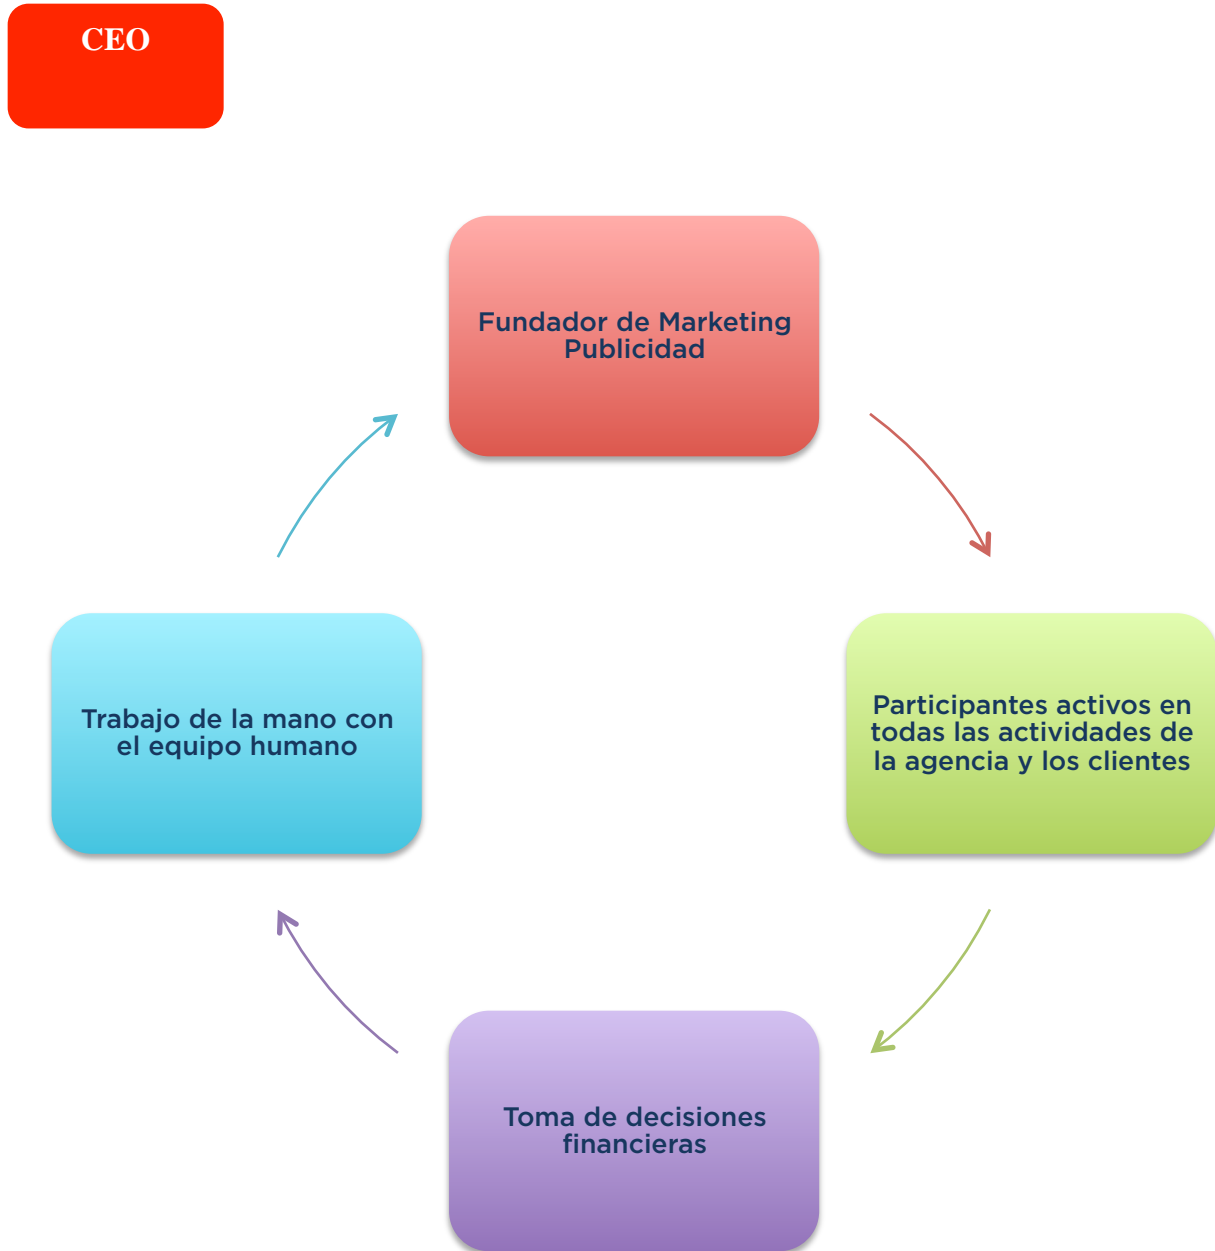 CEO
Fundador de Marketing
Publicidad
Participantes activos en
todas las actividades de
la agencia y los clientes
Toma de decisiones
financieras
Trabajo de la mano con
el equipo humano